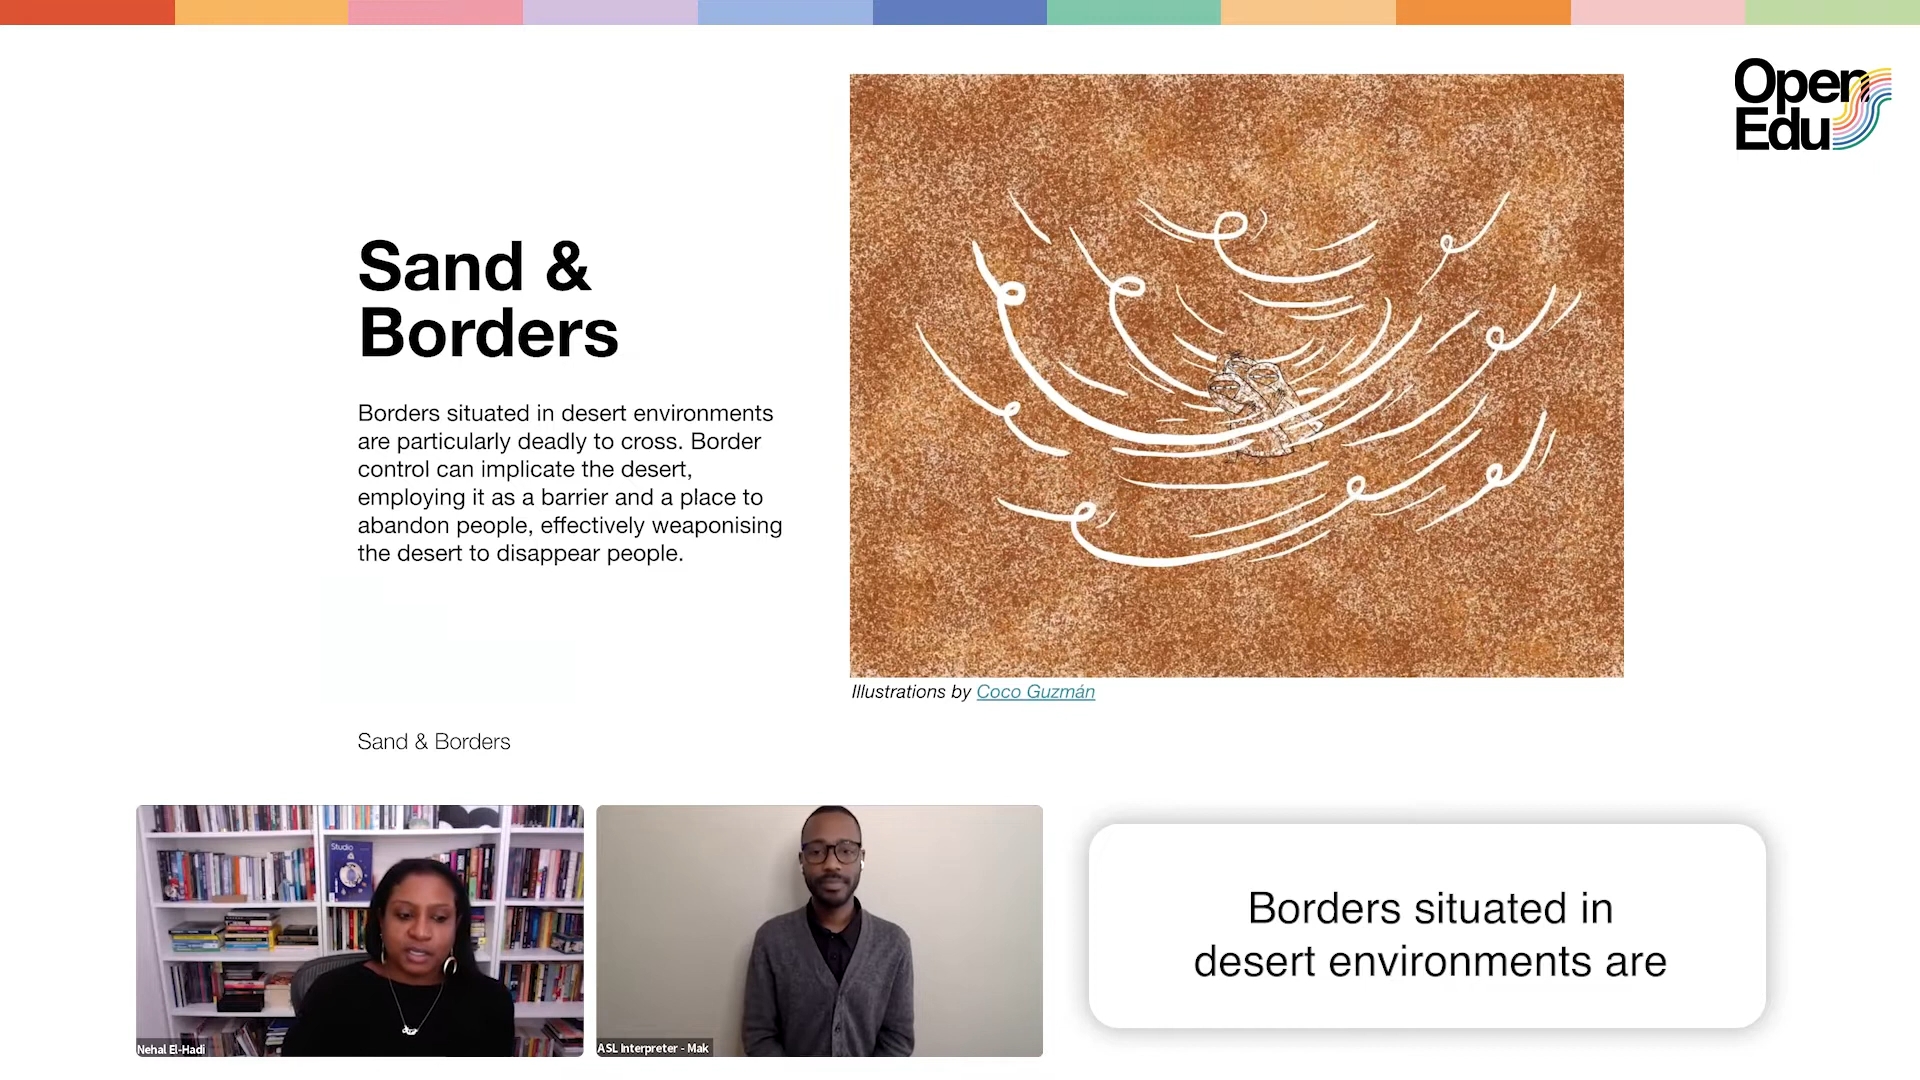 Open
Edu
Sand &
Borders
Borders situated in desert environments
are particularly deadly to cross. Border
control can implicate the desert,
employing it as a barrier and a place to
abandon people, effectively weaponising
the desert to disappear people.
Illustrations by Coco Guzmán
Sand & Borders
Studio
Nehal El-Hadi
ASL Interpreter - Mak
Borders situated in
desert environments are